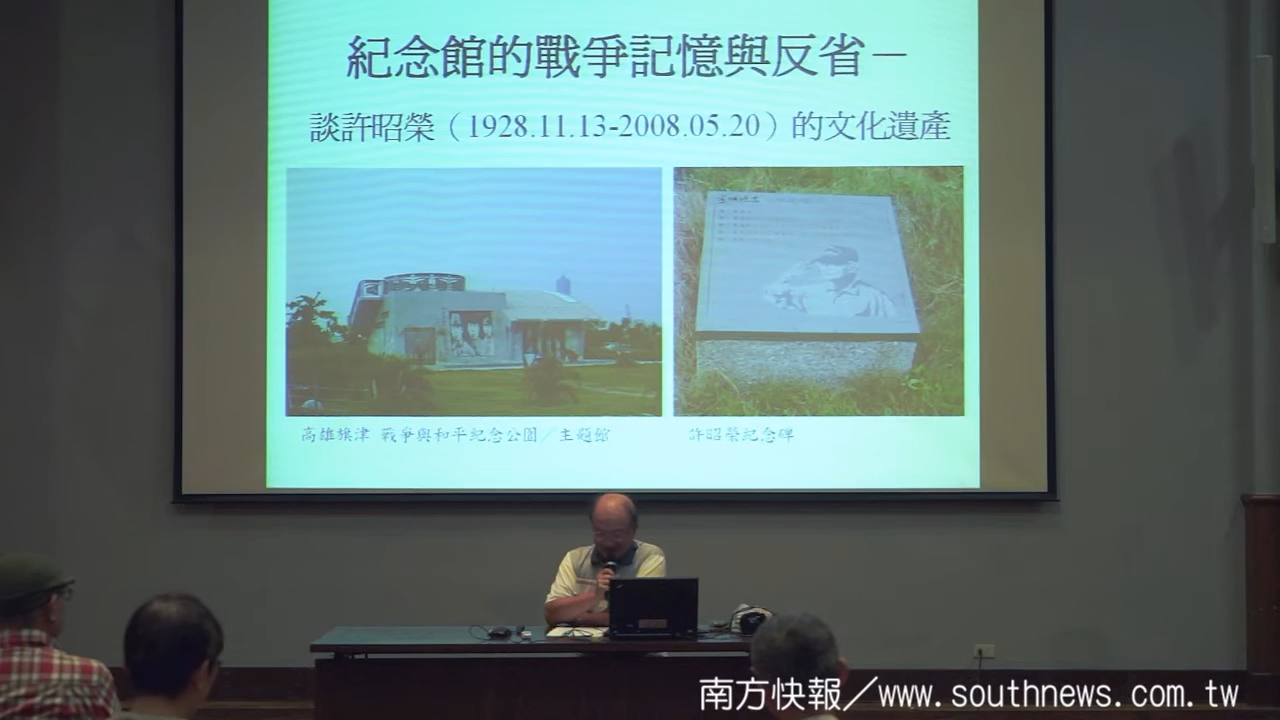 紀念館的戰爭記憶與反省－
談許昭榮（1928.11.13-2008.05.20）的文化遺產
高雄旗津 戰爭與和平紀念公園／主題館
許昭榮紀念碑
南方快報／www.southnews.com.tw